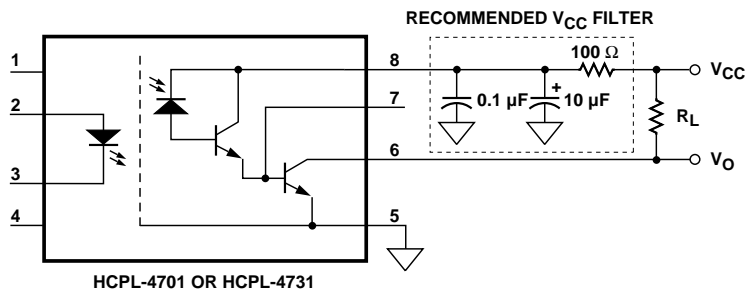 RECOMMENDED VCC FILTER
100 Ω
1
8
VCC
2
7
+
0.1 µF
10 µF
RL
3
6
VO
4
5
HCPL-4701 OR HCPL-4731